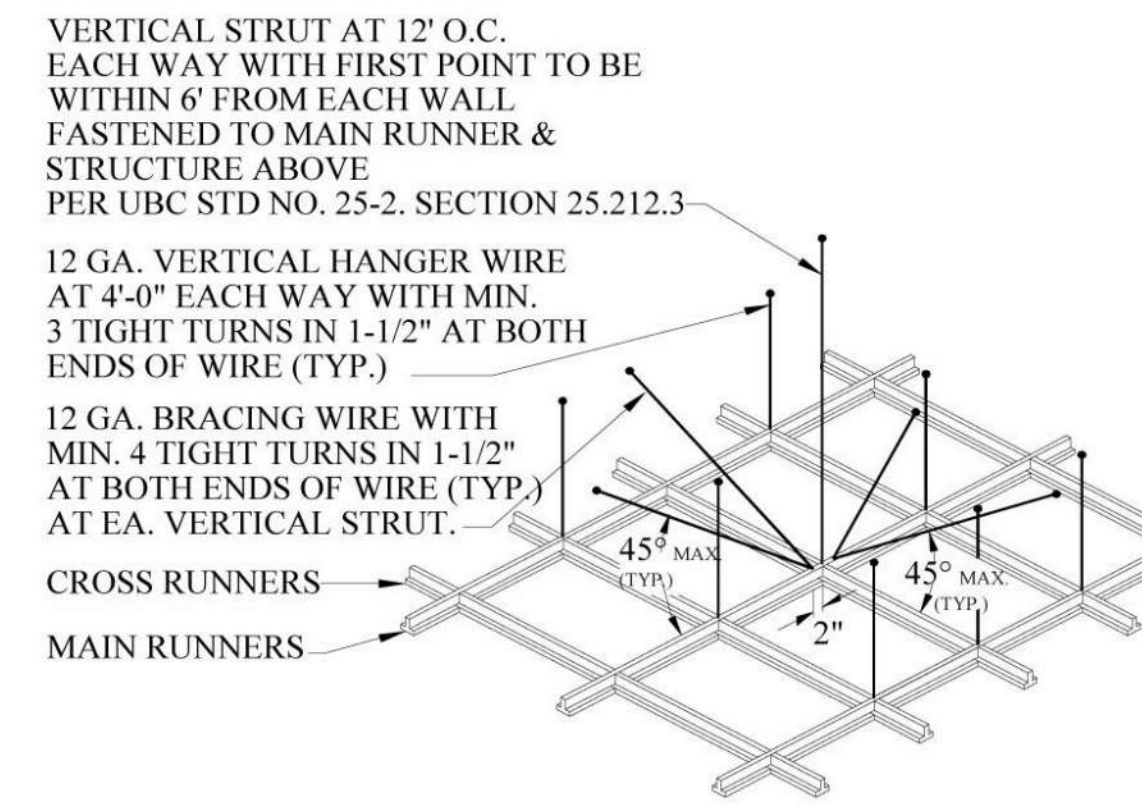 VERTICAL STRUT AT 12' O.C.
EACH WAY WITH FIRST POINT TO BE
WITHIN 6' FROM EACH WALL
FASTENED TO MAIN RUNNER &
STRUCTURE ABOVE
PER UBC STD NO. 25-2. SECTION 25.212.3
12 GA. VERTICAL HANGER WIRE
AT 4'-0" EACH WAY WITH MIN.
3 TIGHT TURNS IN 1-1/2" AT BOTH
ENDS OF WIRE (TYP.)
12 GA. BRACING WIRE WITH
MIN. 4 TIGHT TURNS IN 1-1/2"
AT BOTH ENDS OF WIRE (TYP.)
AT EA. VERTICAL STRUT.
CROSS RUNNERS
MAIN RUNNERS
45° MAX.
(TYP.)
45° MAX.
(TYP.)
2"